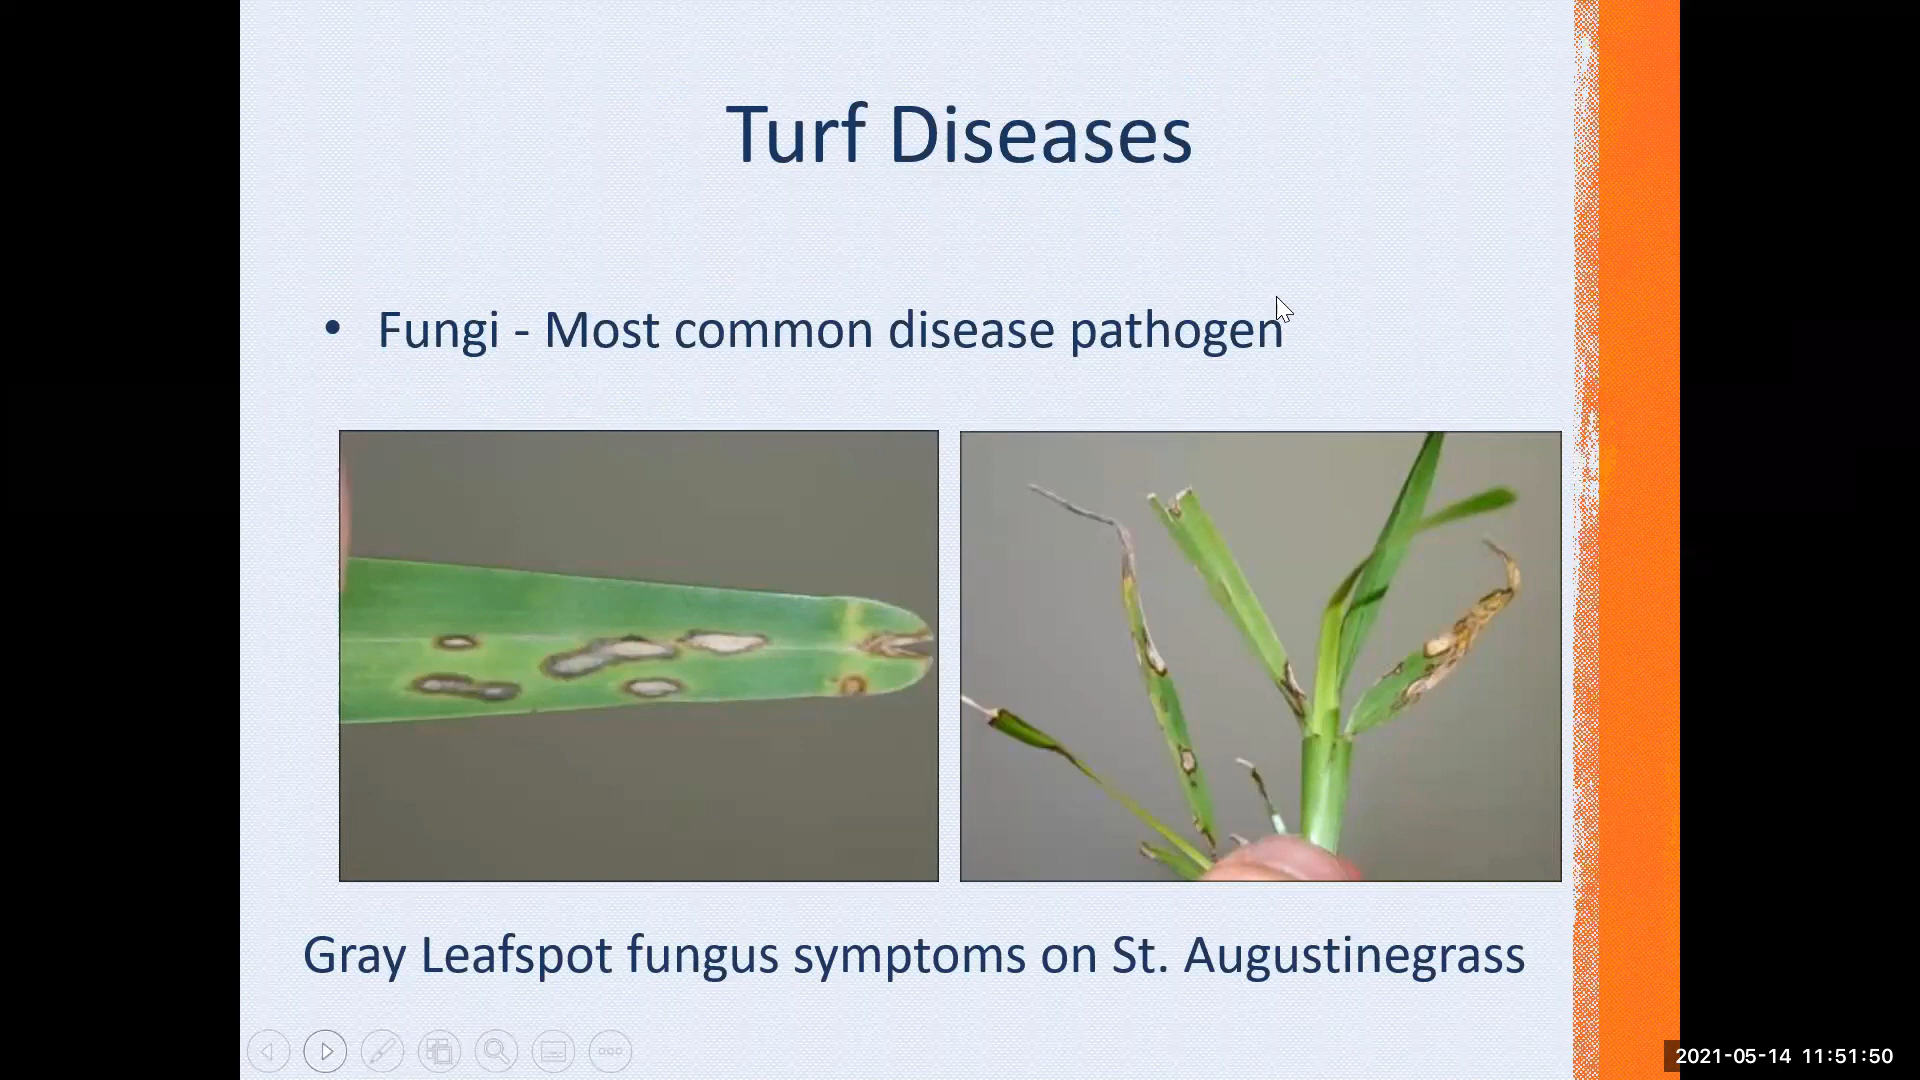 Turf Diseases
• Fungi - Most common disease pathogen
Gray Leafspot fungus symptoms on St. Augustinegrass
2021-05-14 11:51:50